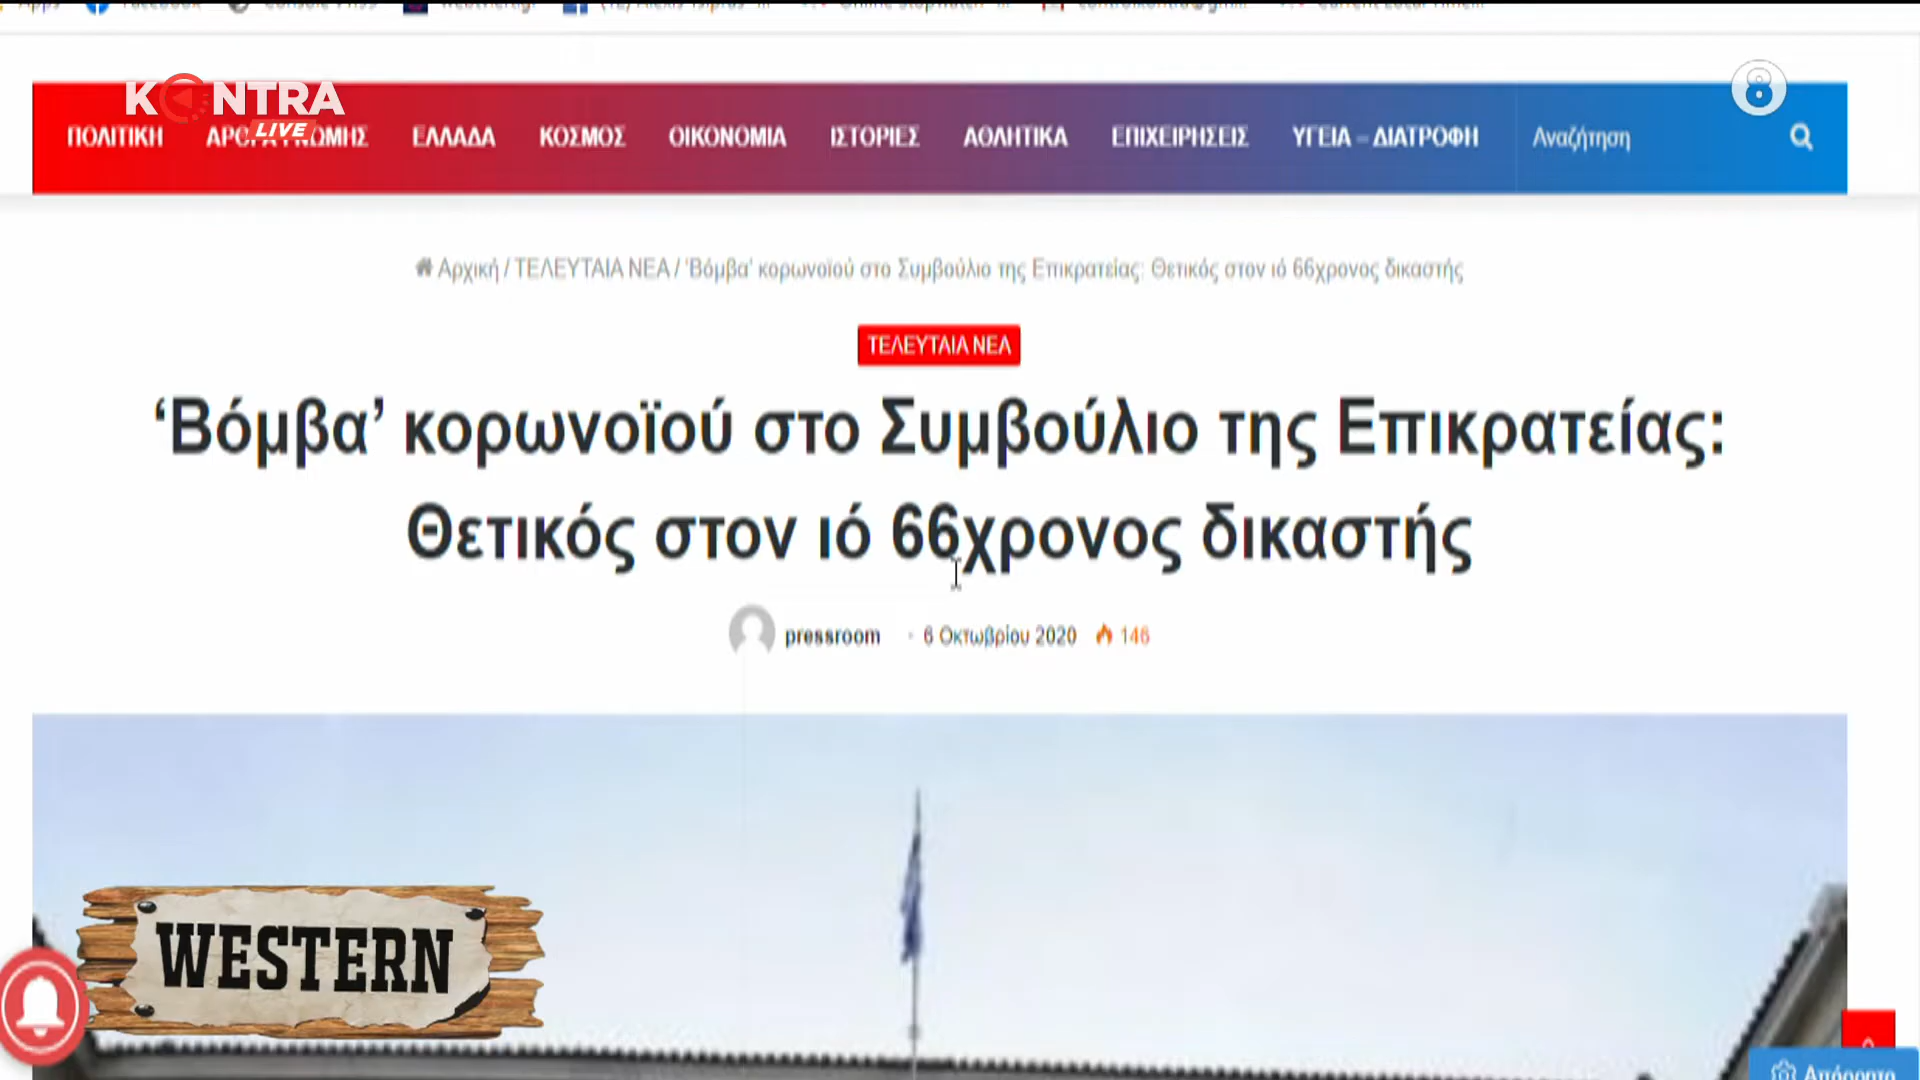 KONTRA
LIVE
8
ΠΟΛΙΤΙΚΗ ΕΛΛΑΔΑ ΚΟΣΜΟΣ ΟΙΚΟΝΟΜΙΑ ΙΣΤΟΡΙΕΣ ΑΘΛΗΤΙΚΑ ΕΠΙΧΕΙΡΗΣΕΙΣ ΥΓΕΙΑ – ΔΙΑΤΡΟΦΗ Αναζήτηση
Αρχική / ΤΕΛΕΥΤΑΙΑ ΝΕΑ / 'Βόμβα' κορωνοϊού στο Συμβούλιο της Επικρατείας: Θετικός στον ιό 66χρονος δικαστής
ΤΕΛΕΥΤΑΙΑ ΝΕΑ
‘Βόμβα’ κορωνοϊού στο Συμβούλιο της Επικρατείας:
Θετικός στον ιό 66χρονος δικαστής
pressroom · 6 Οκτωβρίου 2020 146
WESTERN